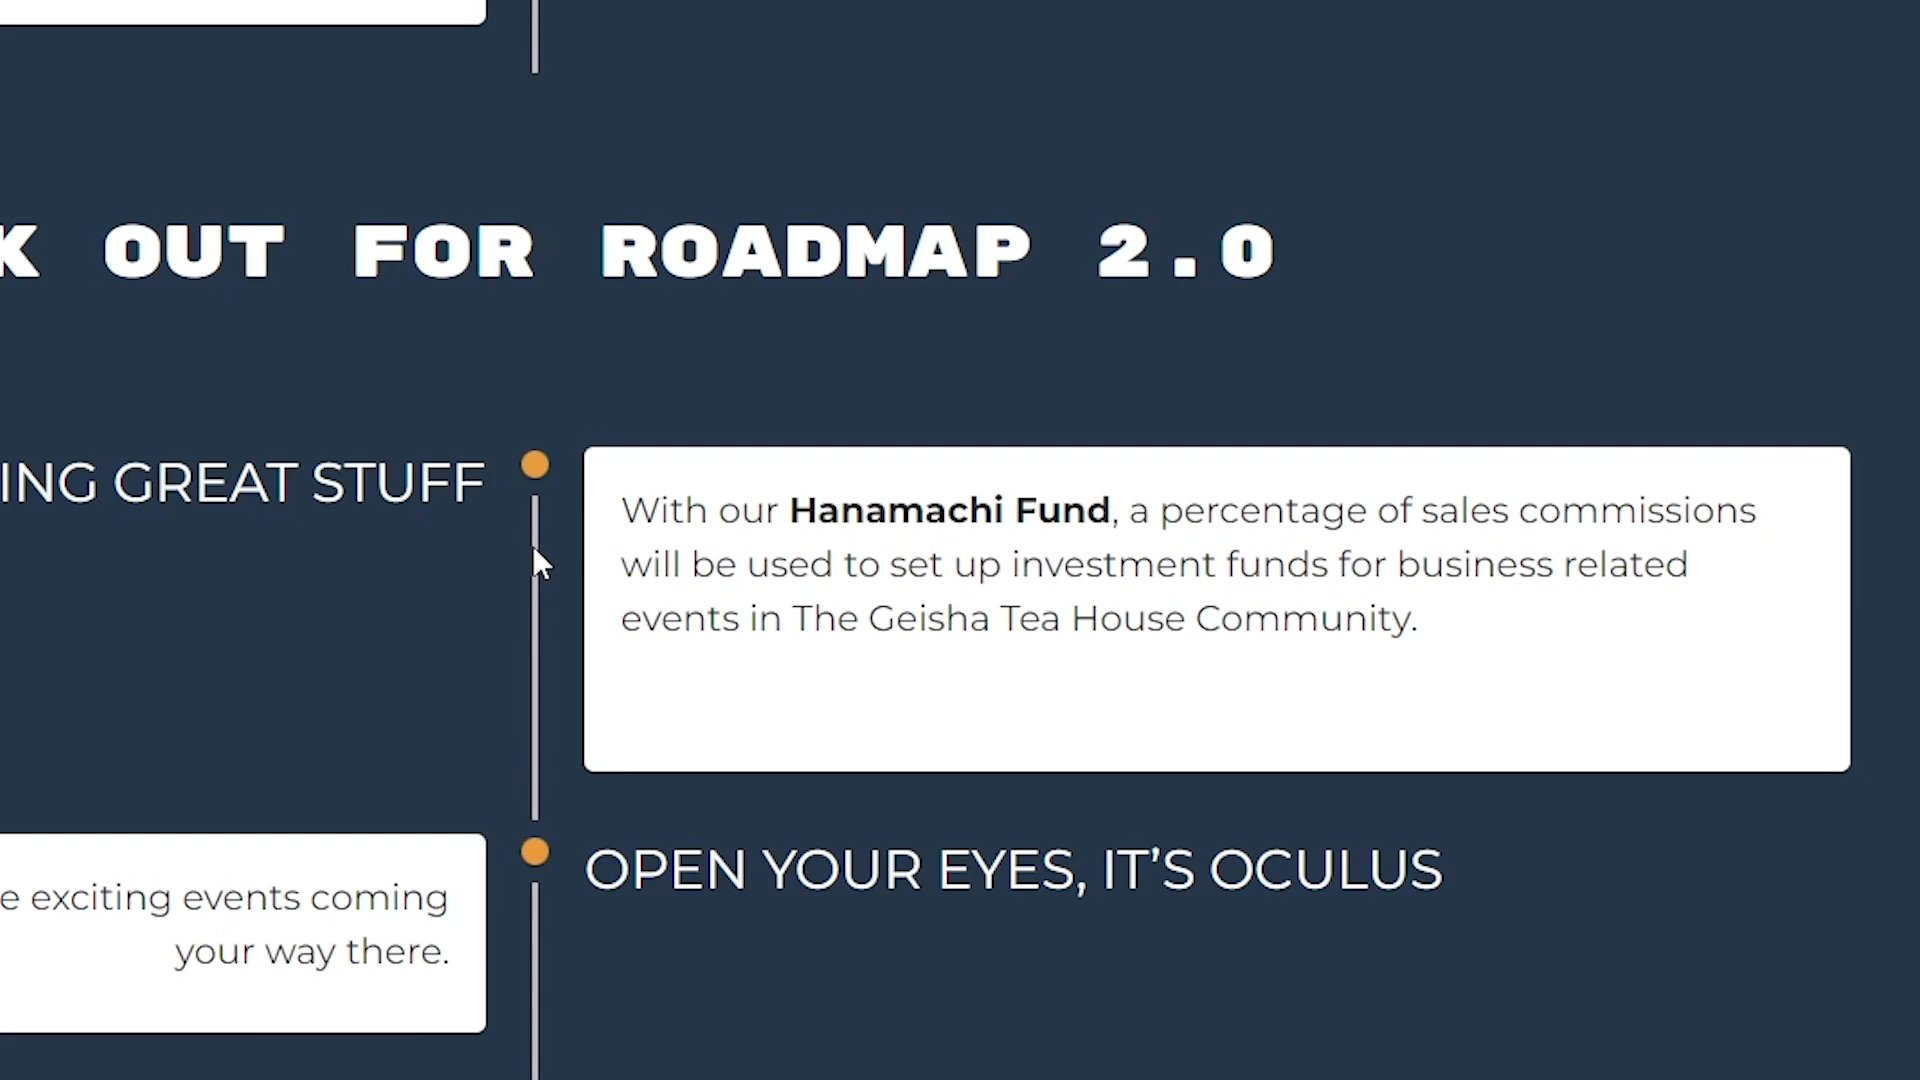 K OUT FOR ROADMAP 2.0
ING GREAT STUFF
With our Hanamachi Fund, a percentage of sales commissions
will be used to set up investment funds for business related
events in The Geisha Tea House Community.
OPEN YOUR EYES, IT’S OCULUS
e exciting events coming
your way there.